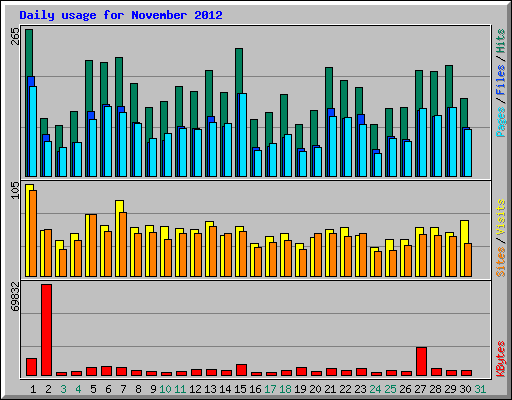 Daily usage for November 2012
265
Pages / Files / Hits
105
Sites / Visits
69832
KBytes
1 2 3 4 5 6 7 8 9 10 11 12 13 14 15 16 17 18 19 20 21 22 23 24 25 26 27 28 29 30 31